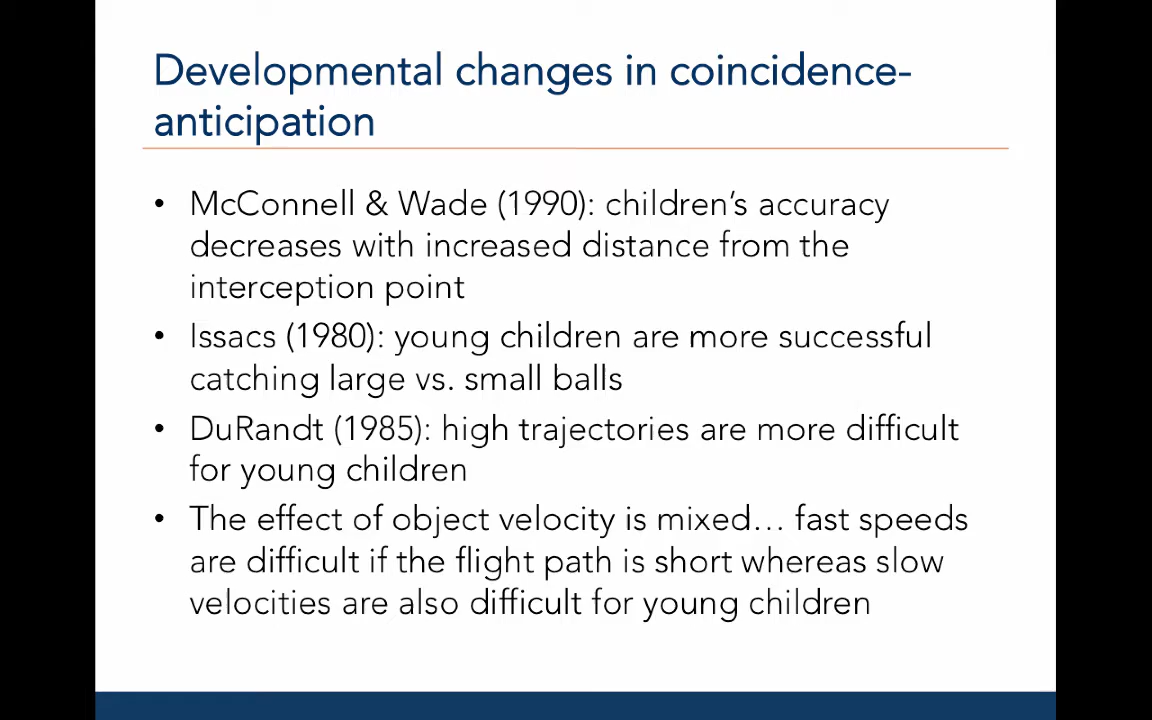 Developmental changes in coincidence-
anticipation
• McConnell & Wade (1990): children’s accuracy
decreases with increased distance from the
interception point
• Issacs (1980): young children are more successful
catching large vs. small balls
• DuRandt (1985): high trajectories are more difficult
for young children
• The effect of object velocity is mixed… fast speeds
are difficult if the flight path is short whereas slow
velocities are also difficult for young children